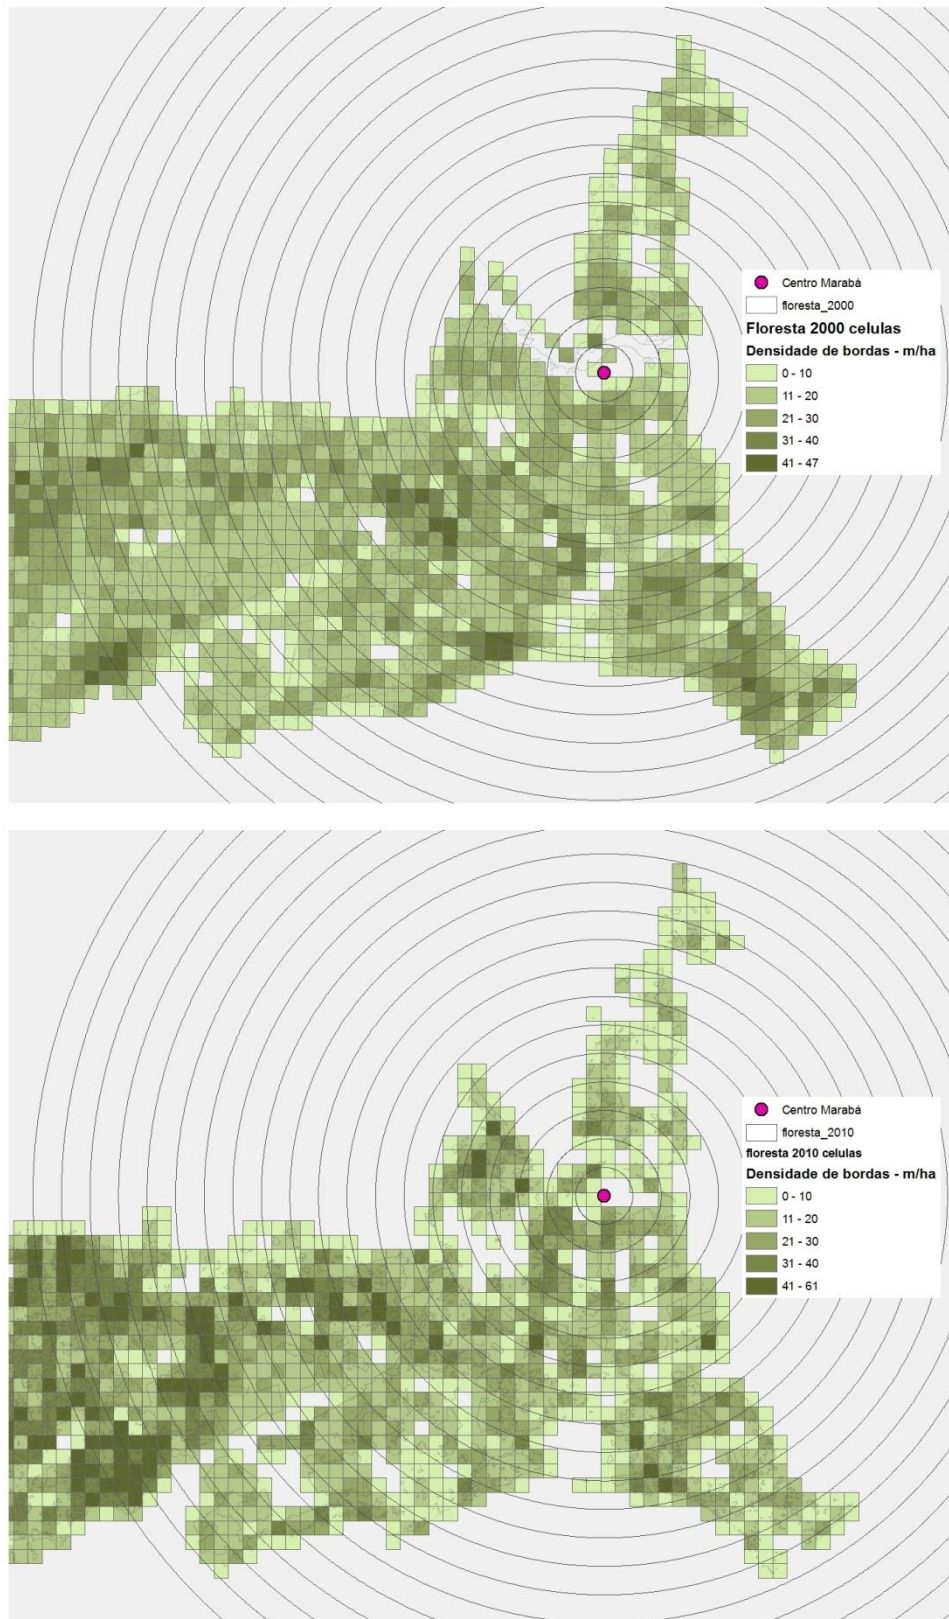 Centro Marabá
floresta_2000
Floresta 2000 celulas
Densidade de bordas - m/ha
0 - 10
11 - 20
21 - 30
31 - 40
41 - 47
Centro Marabá
floresta_2010
floresta 2010 celulas
Densidade de bordas - m/ha
0 - 10
11 - 20
21 - 30
31 - 40
41 - 61